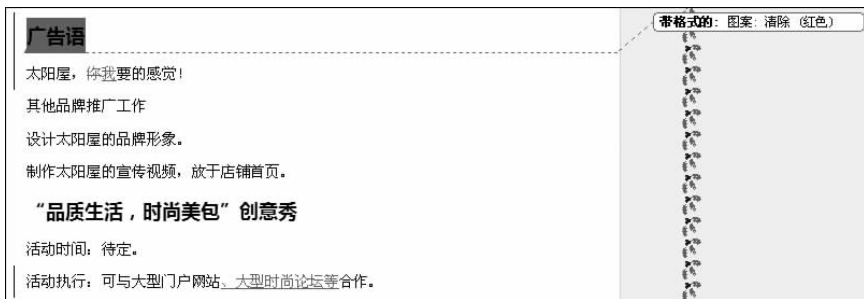 广告语
带格式的：图案：清除（红色）
太阳屋，你我要的感觉！
其他品牌推广工作
设计太阳屋的品牌形象。
制作太阳屋的宣传视频，放于店铺首页。
“品质生活，时尚美包”创意秀
活动时间：待定。
活动执行：可与大型门户网站、大型时尚论坛等合作。